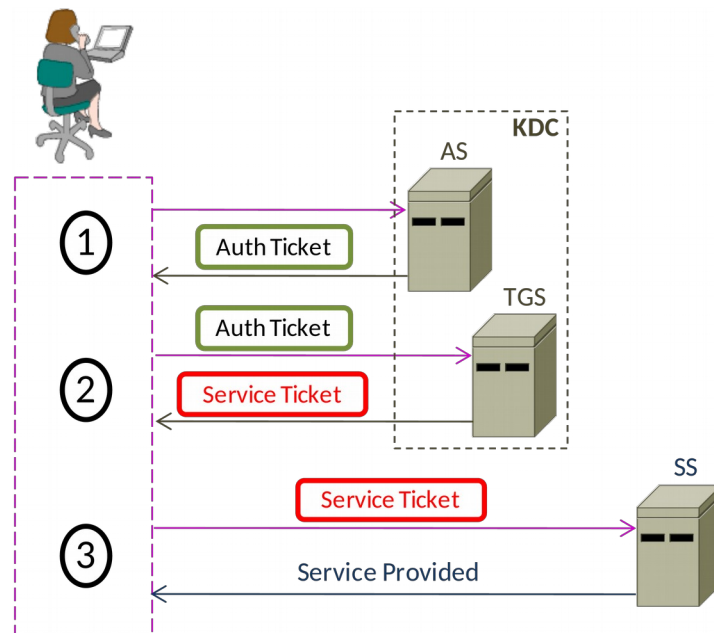 KDC
AS
1
Auth Ticket
TGS
Auth Ticket
2
Service Ticket
SS
Service Ticket
3
Service Provided